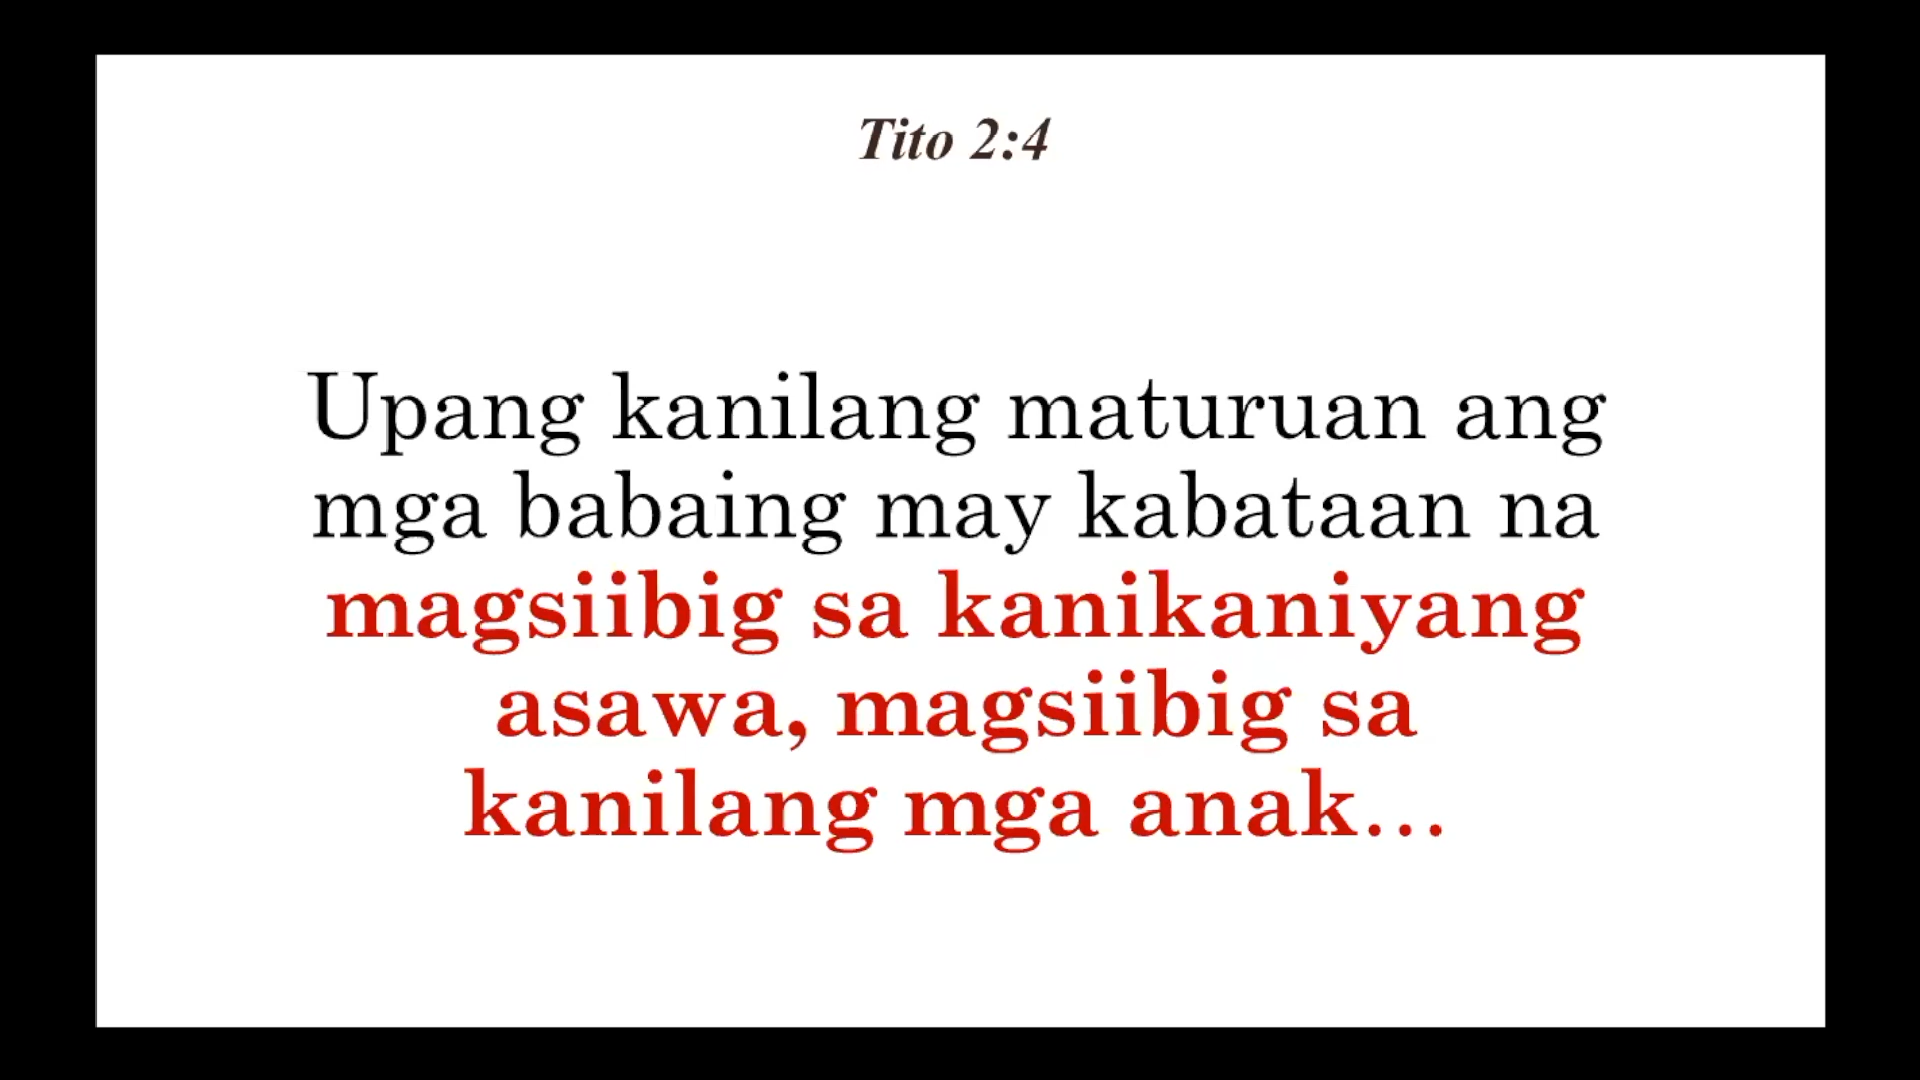 Tito 2:4
Upang kanilang maturuan ang
mga babaing may kabataan na
magsiibig sa kanikaniyang
asawa, magsiibig sa
kanilang mga anak...